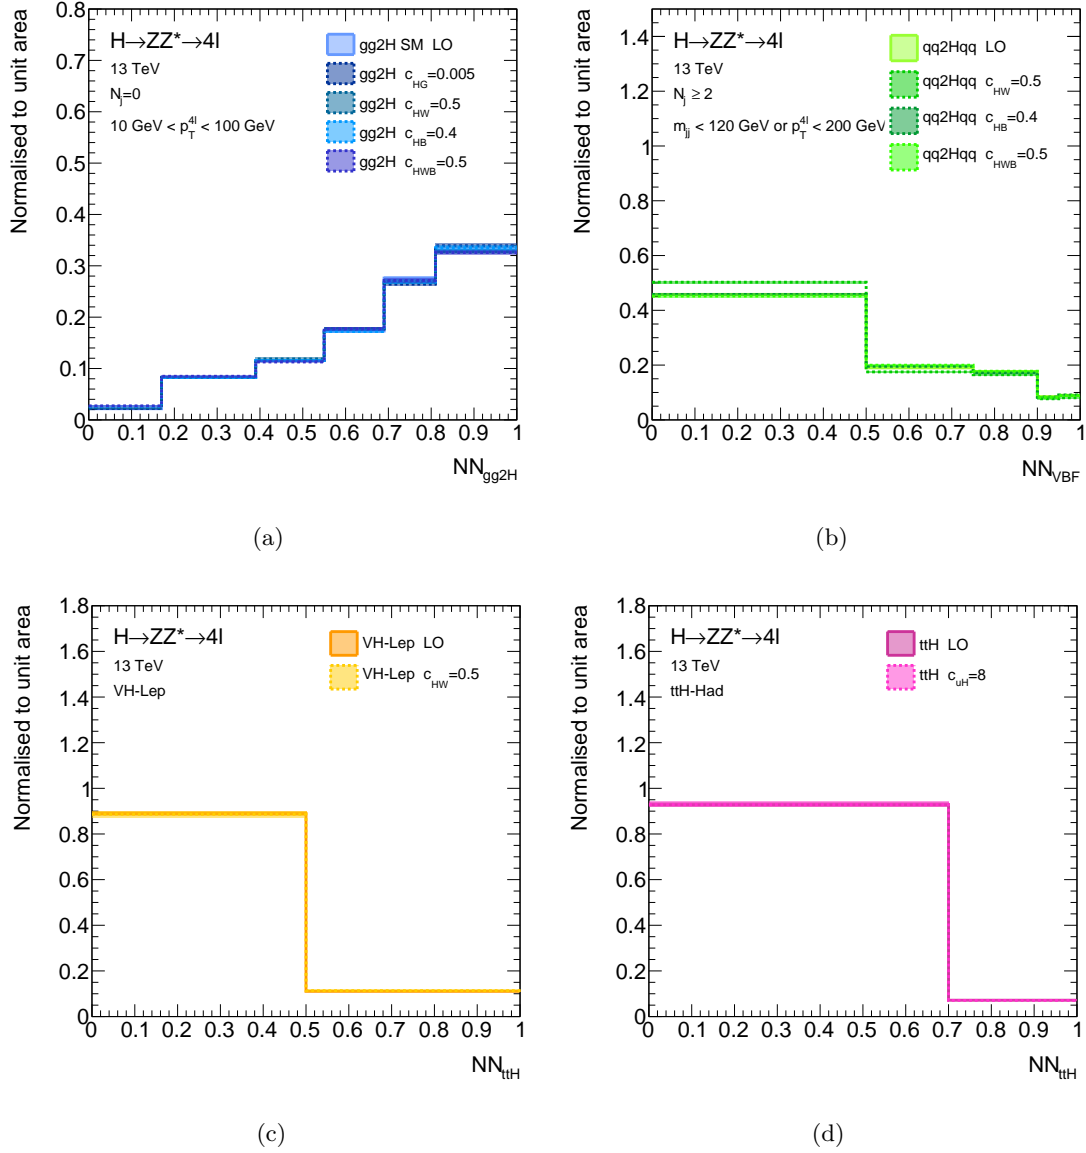 Normalised to unit area
0.8
0.7
0.6
0.5
0.4
0.3
0.2
0.1
0
H→ZZ*→4l
13 TeV
N_j=0
10 GeV < p_T^4l < 100 GeV
gg2H SM LO
gg2H c_HG=0.005
gg2H c_HW=0.5
gg2H c_HB=0.4
gg2H c_HWB=0.5
0 0.1 0.2 0.3 0.4 0.5 0.6 0.7 0.8 0.9 1
NN_gg2H
(a)
Normalised to unit area
1.4
1.2
1
0.8
0.6
0.4
0.2
0
H→ZZ*→4l
13 TeV
N_j ≥ 2
m_jj < 120 GeV or p_T^4l < 200 GeV
qq2Hqq LO
qq2Hqq c_HW=0.5
qq2Hqq c_HB=0.4
qq2Hqq c_HWB=0.5
0 0.1 0.2 0.3 0.4 0.5 0.6 0.7 0.8 0.9 1
NN_VBF
(b)
Normalised to unit area
1.8
1.6
1.4
1.2
1
0.8
0.6
0.4
0.2
0
H→ZZ*→4l
13 TeV
VH-Lep
VH-Lep LO
VH-Lep c_HW=0.5
0 0.1 0.2 0.3 0.4 0.5 0.6 0.7 0.8 0.9 1
NN_ttH
(c)
Normalised to unit area
1.8
1.6
1.4
1.2
1
0.8
0.6
0.4
0.2
0
H→ZZ*→4l
13 TeV
ttH-Had
ttH LO
ttH c_uH=8
0 0.1 0.2 0.3 0.4 0.5 0.6 0.7 0.8 0.9 1
NN_ttH
(d)